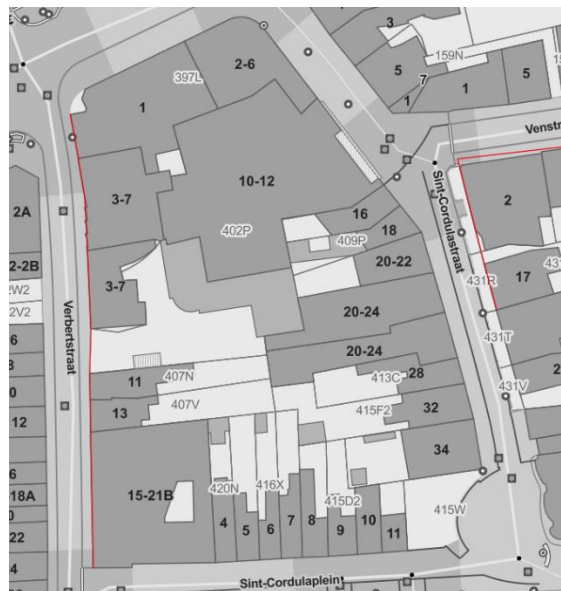 3
159N
5
7
1
1
5
Venstr
397L
2-6
1
10-12
402P
3-7
3-7
2A
2-2B
2W2
2V2
6
Verbertstraat
16
409P
18
20-22
Sint-Cordulastraat
2
431R
17
431T
20-24
20-24
413C
28
431V
11
407N
13
407V
415F2
32
34
12
15-21B
420N
416X
415D2
415W
4
5
6
7
8
9
10
11
18A
22
4
Sint-Cordulaplein